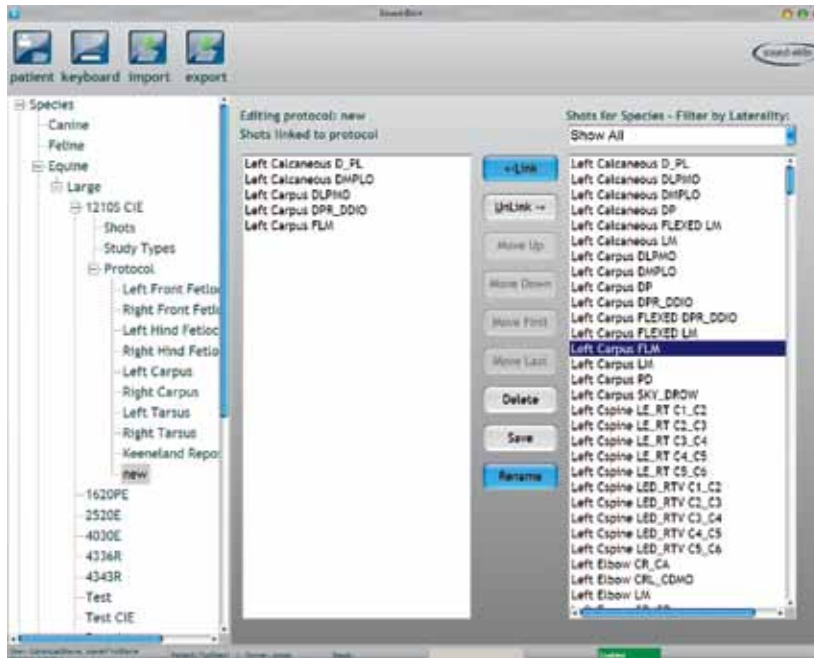 patient keyboard import export
Species
Canine
Feline
Equine
Large
1210S CIE
Shots
Study Types
Protocol
Left Front Fetlo
Right Front Fetlo
Left Hind Fetloc
Right Hind Fetlo
Left Carpus
Right Carpus
Left Tarsus
Right Tarsus
Keeneland Repo
new
1620PE
2520E
4030E
4336R
4343R
Test
Test CIE
Editing protocol: new
Shots linked to protocol
Left Calcaneous D_PL
Left Calcaneous DMPLO
Left Carpus DLPMO
Left Carpus DPR_DDIO
Left Carpus FLM
<-Link
UnLink ->
Move Up
Move Down
Move First
Move Last
Delete
Save
Rename
Shots for Species - Filter by Laterality:
Show All
Left Calcaneous D_PL
Left Calcaneous DLPMO
Left Calcaneous DMPLO
Left Calcaneous DP
Left Calcaneous FLEXED LM
Left Calcaneous LM
Left Carpus DLPMO
Left Carpus DMPLO
Left Carpus DP
Left Carpus DPR_DDIO
Left Carpus FLEXED DPR_DDIO
Left Carpus FLEXED LM
Left Carpus FLM
Left Carpus LM
Left Carpus PD
Left Carpus SKY_DROW
Left Cspine LE_RT C1_C2
Left Cspine LE_RT C2_C3
Left Cspine LE_RT C3_C4
Left Cspine LE_RT C4_C5
Left Cspine LE_RT C5_C6
Left Cspine LED_RTV C1_C2
Left Cspine LED_RTV C2_C3
Left Cspine LED_RTV C3_C4
Left Cspine LED_RTV C4_C5
Left Cspine LED_RTV C5_C6
Left Elbow CR_CA
Left Elbow CRL_CDMO
Left Elbow LM